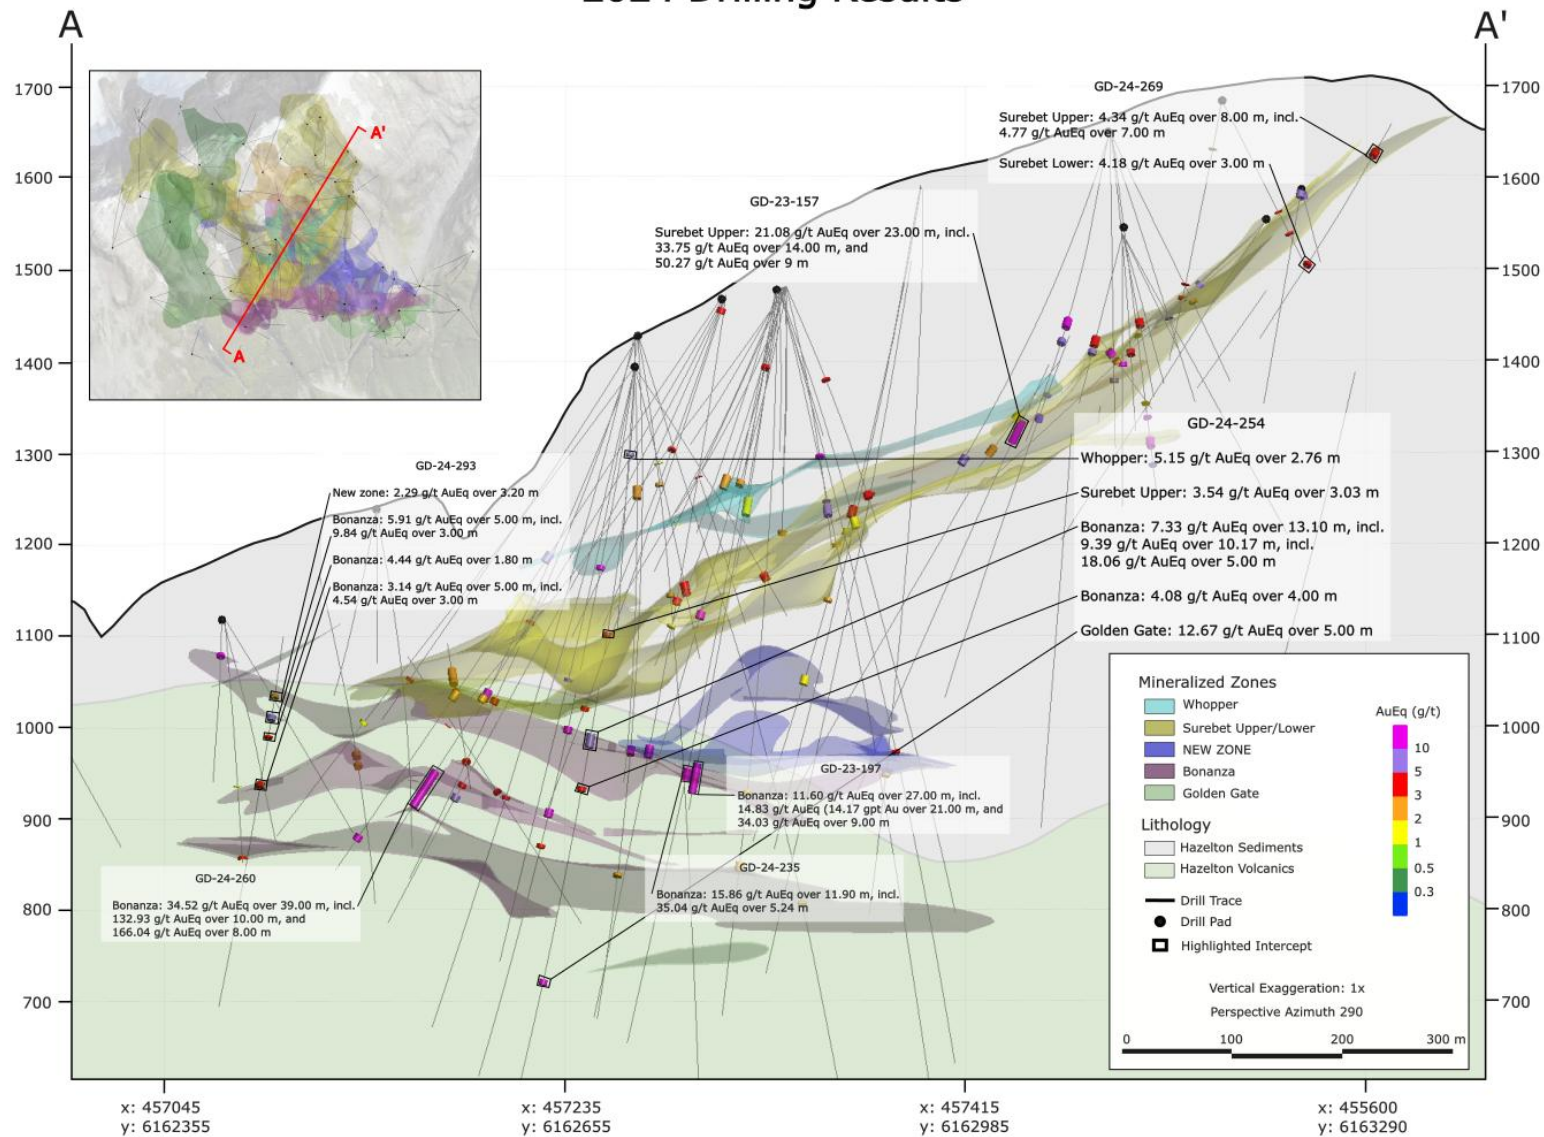 2024 Drilling Results
A
A'
1700
1600
1500
1400
1300
1200
1100
1000
900
800
700
1700
1600
1500
1400
1300
1200
1100
1000
900
800
700
A'
A
GD-24-269
Surebet Upper: 4.34 g/t AuEq over 8.00 m, incl.
4.77 g/t AuEq over 7.00 m
Surebet Lower: 4.18 g/t AuEq over 3.00 m
GD-23-157
Surebet Upper: 21.08 g/t AuEq over 23.00 m, incl.
33.75 g/t AuEq over 14.00 m, and
50.27 g/t AuEq over 9 m
GD-24-254
Whopper: 5.15 g/t AuEq over 2.76 m
Surebet Upper: 3.54 g/t AuEq over 3.03 m
Bonanza: 7.33 g/t AuEq over 13.10 m, incl.
9.39 g/t AuEq over 10.17 m, incl.
18.06 g/t AuEq over 5.00 m
Bonanza: 4.08 g/t AuEq over 4.00 m
Golden Gate: 12.67 g/t AuEq over 5.00 m
GD-24-293
New zone: 2.29 g/t AuEq over 3.20 m
Bonanza: 5.91 g/t AuEq over 5.00 m, incl.
9.84 g/t AuEq over 3.00 m
Bonanza: 4.44 g/t AuEq over 1.80 m
Bonanza: 3.14 g/t AuEq over 5.00 m, incl.
4.54 g/t AuEq over 3.00 m
GD-23-197
Bonanza: 11.60 g/t AuEq over 27.00 m, incl.
14.83 g/t AuEq (14.17 gpt Au over 21.00 m, and
34.03 g/t AuEq over 9.00 m
GD-24-235
Bonanza: 15.86 g/t AuEq over 11.90 m, incl.
35.04 g/t AuEq over 5.24 m
GD-24-260
Bonanza: 34.52 g/t AuEq over 39.00 m, incl.
132.93 g/t AuEq over 10.00 m, and
166.04 g/t AuEq over 8.00 m
Mineralized Zones
Whopper
Surebet Upper/Lower
NEW ZONE
Bonanza
Golden Gate
AuEq (g/t)
10
5
3
2
1
0.5
0.3
Lithology
Hazelton Sediments
Hazelton Volcanics
Drill Trace
Drill Pad
Highlighted Intercept
Vertical Exaggeration: 1x
Perspective Azimuth 290
0 100 200 300 m
x: 457045
y: 6162355
x: 457235
y: 6162655
x: 457415
y: 6162985
x: 455600
y: 6163290